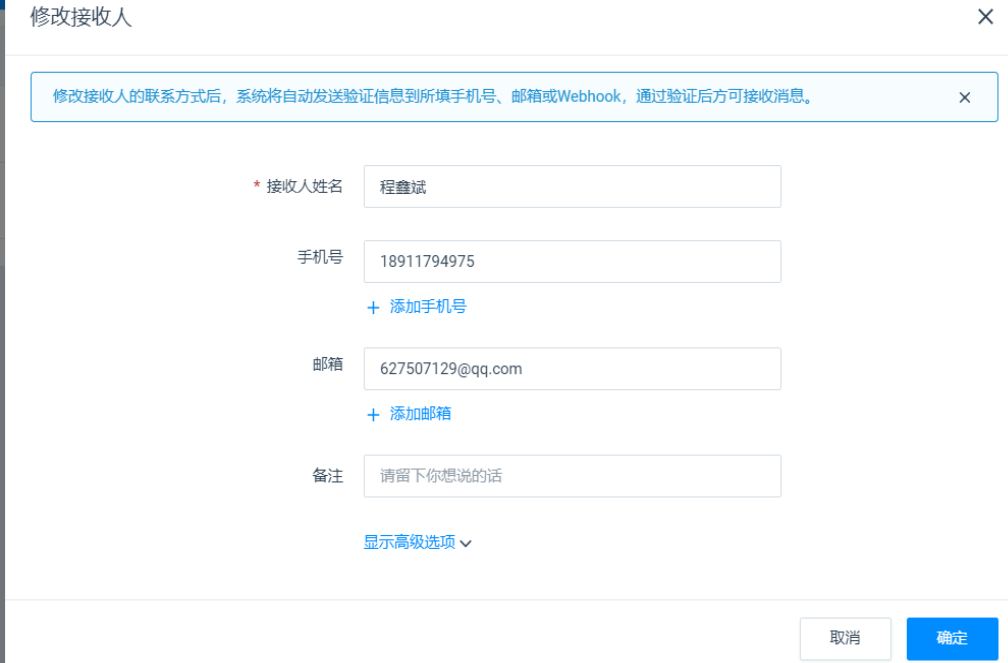 修改接收人
修改接收人的联系方式后，系统将自动发送验证信息到所填手机号、邮箱或Webhook，通过验证后方可接收消息。
* 接收人姓名 程鑫斌
手机号 18911794975
+ 添加手机号
邮箱 627507129@qq.com
+ 添加邮箱
备注 请留下你想说的话
显示高级选项
取消 确定